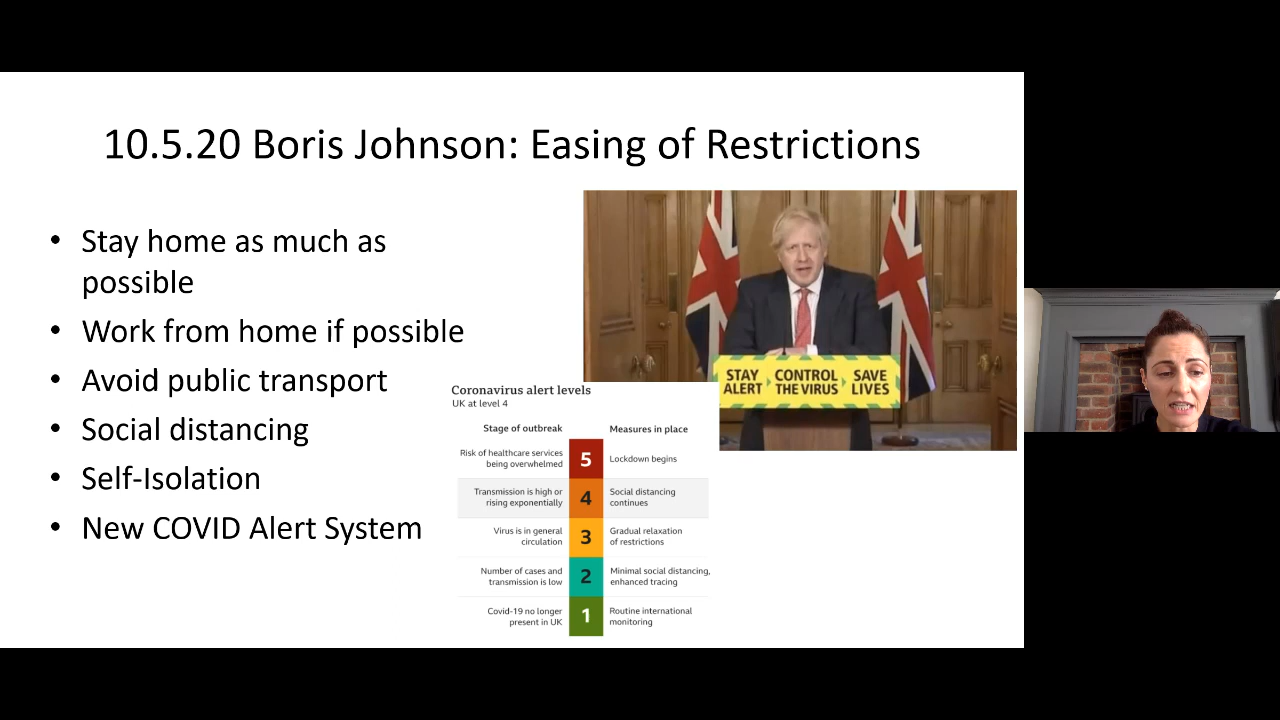 10.5.20 Boris Johnson: Easing of Restrictions
• Stay home as much as
possible
• Work from home if possible
• Avoid public transport
• Social distancing
• Self-Isolation
• New COVID Alert System
STAY CONTROL SAVE
ALERT THE VIRUS LIVES
Coronavirus alert levels
UK at level 4
Stage of outbreak Measures in place
Risk of healthcare services
being overwhelmed
5
Lockdown begins
Transmission is high or
rising exponentially
4
Social distancing
continues
Virus is in general
circulation
3
Gradual relaxation
of restrictions
Number of cases and
transmission is low
2
Minimal social distancing,
enhanced tracing
Covid-19 no longer
present in UK
1
Routine international
monitoring